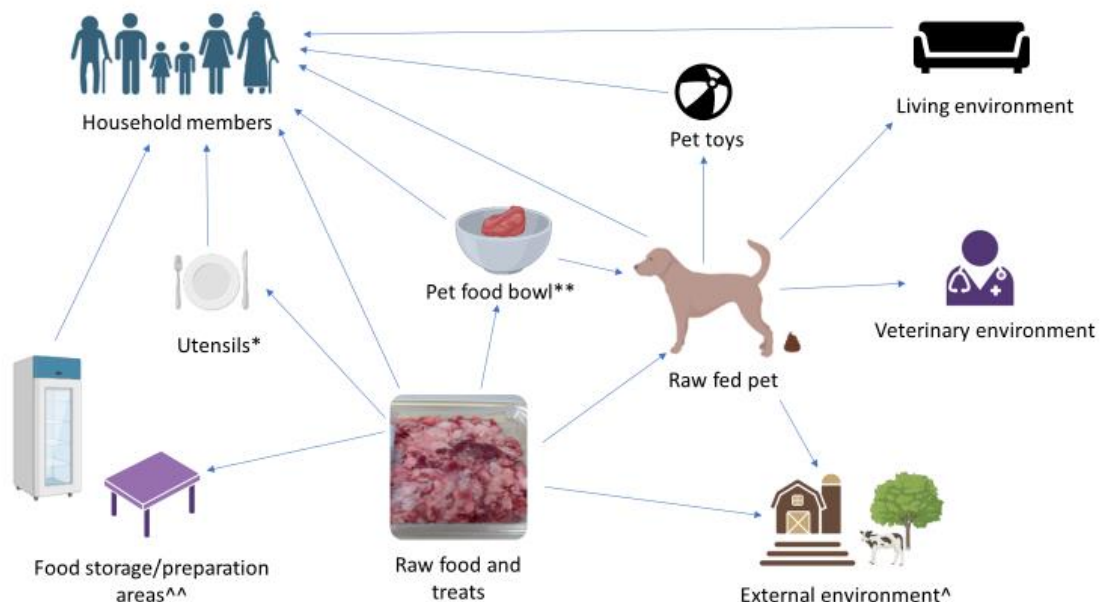 Household members
Living environment
Pet toys
Pet food bowl**
Utensils*
Veterinary environment
Raw fed pet
Food storage/preparation
areas^^
Raw food and
treats
External environment^